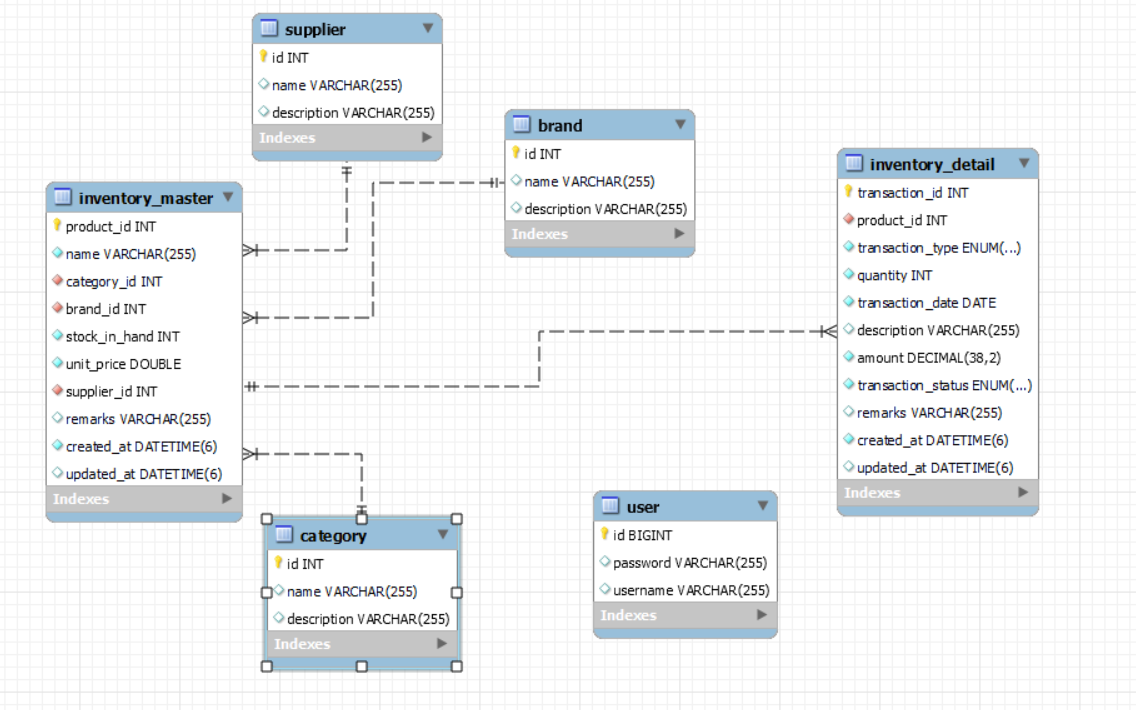 supplier
id INT
name VARCHAR(255)
description VARCHAR(255)
Indexes
brand
id INT
name VARCHAR(255)
description VARCHAR(255)
Indexes
inventory_detail
transaction_id INT
product_id INT
transaction_type ENUM(...)
quantity INT
transaction_date DATE
description VARCHAR(255)
amount DECIMAL(38,2)
transaction_status ENUM(...)
remarks VARCHAR(255)
created_at DATETIME(6)
updated_at DATETIME(6)
Indexes
inventory_master
product_id INT
name VARCHAR(255)
category_id INT
brand_id INT
stock_in_hand INT
unit_price DOUBLE
supplier_id INT
remarks VARCHAR(255)
created_at DATETIME(6)
updated_at DATETIME(6)
Indexes
category
id INT
name VARCHAR(255)
description VARCHAR(255)
Indexes
user
id BIGINT
password VARCHAR(255)
username VARCHAR(255)
Indexes